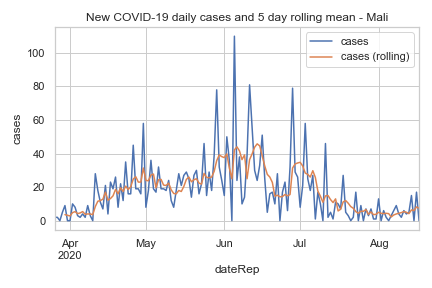 New COVID-19 daily cases and 5 day rolling mean - Mali
cases
cases (rolling)
cases
100
80
60
40
20
0
Apr
2020
May
Jun
Jul
Aug
dateRep